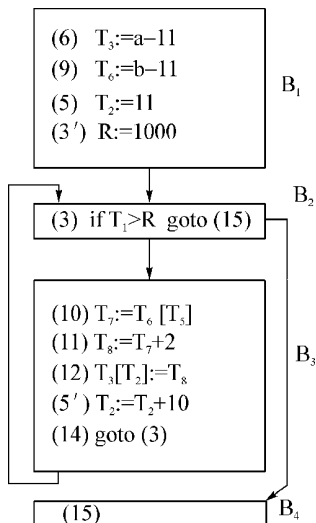 (6) T₃:=a−11
(9) T₆:=b−11
(5) T₂:=11
(3′) R:=1000
B₁
B₂
(3) if T₁>R goto (15)
(10) T₇:=T₆ [T₅]
(11) T₈:=T₇+2
(12) T₃[T₂]:=T₈
(5′) T₂:=T₂+10
(14) goto (3)
B₃
(15)
B₄